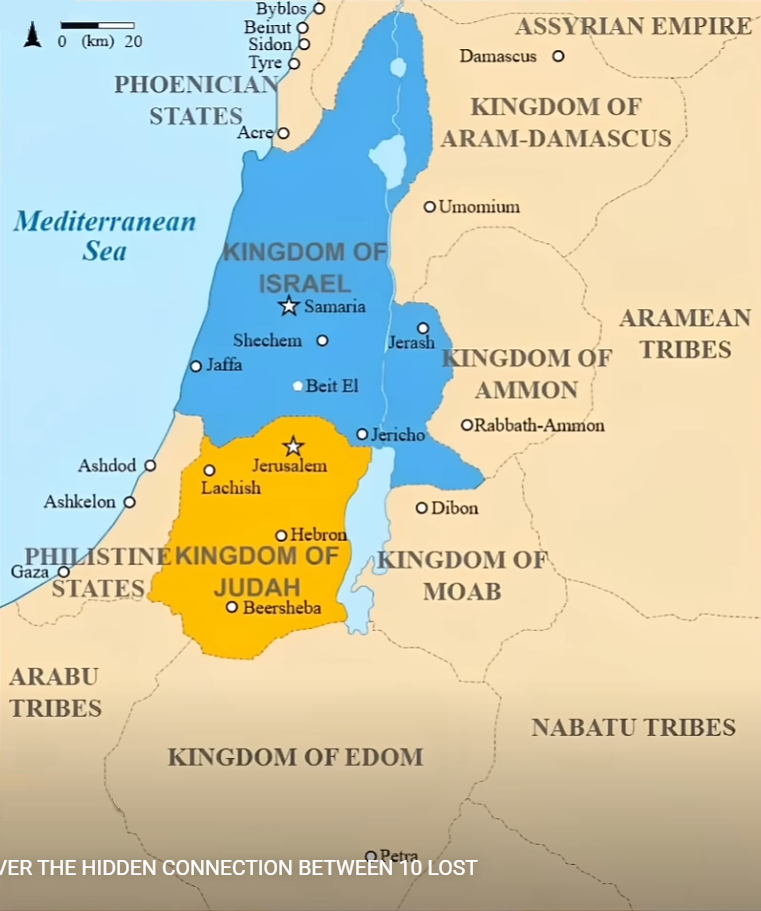 Byblos
Beirut
Sidon
Tyre
0 (km) 20
ASSYRIAN EMPIRE
Damascus
PHOENICIAN
STATES
KINGDOM OF
ARAM-DAMASCUS
Acre
Umomium
Mediterranean
Sea
KINGDOM OF
ISRAEL
Samaria
ARAMEAN
TRIBES
Shechem
Jerash
KINGDOM OF
AMMON
Jaffa
Beit El
Rabbath-Ammon
Jericho
Ashdod
Jerusalem
Lachish
Ashkelon
Dibon
Hebron
PHILISTINE
STATES
Gaza
KINGDOM OF
JUDAH
KINGDOM OF
MOAB
Beersheba
ARABU
TRIBES
NABATU TRIBES
KINGDOM OF EDOM
Petra
VER THE HIDDEN CONNECTION BETWEEN 10 LOST